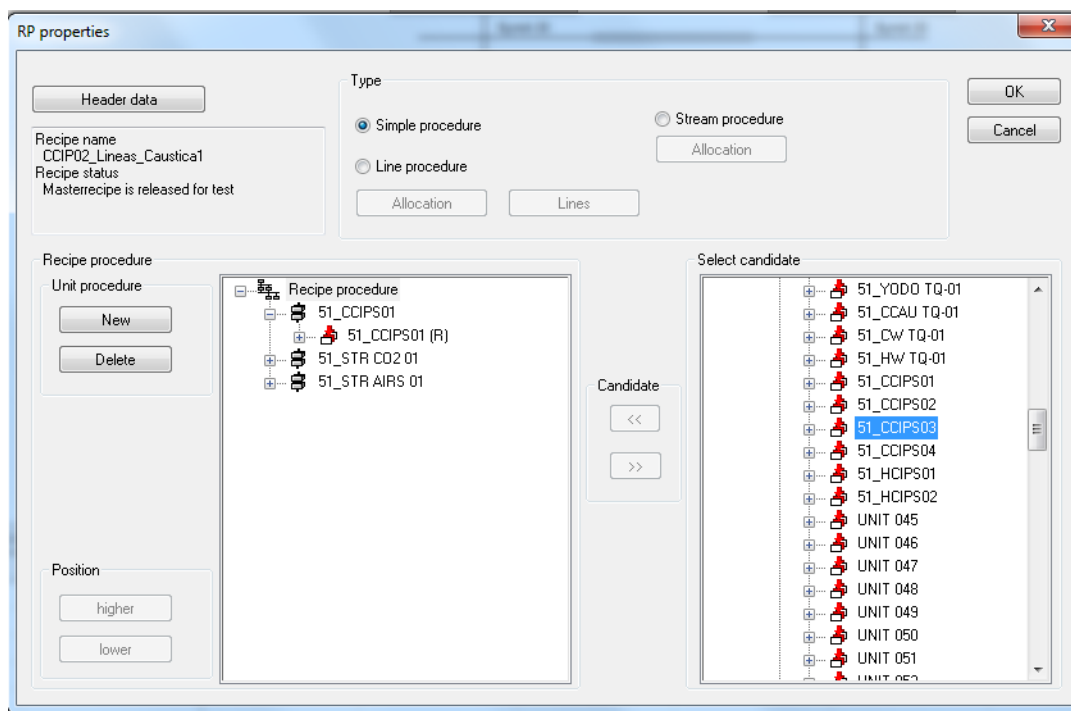 RP properties
Header data
Recipe name
CCIP02_Lineas_Caustica1
Recipe status
Masterrecipe is released for test
Type
Simple procedure
Stream procedure
Allocation
Line procedure
Allocation
Lines
OK
Cancel
Recipe procedure
Unit procedure
New
Delete
Position
higher
lower
Recipe procedure
51_CCIPS01
51_CCIPS01 (R)
51_STR CO2 01
51_STR AIRS 01
Candidate
<<
>>
Select candidate
51_YODO TQ-01
51_CCAU TQ-01
51_CW TQ-01
51_HW TQ-01
51_CCIPS01
51_CCIPS02
51_CCIPS03
51_CCIPS04
51_HCIPS01
51_HCIPS02
UNIT 045
UNIT 046
UNIT 047
UNIT 048
UNIT 049
UNIT 050
UNIT 051